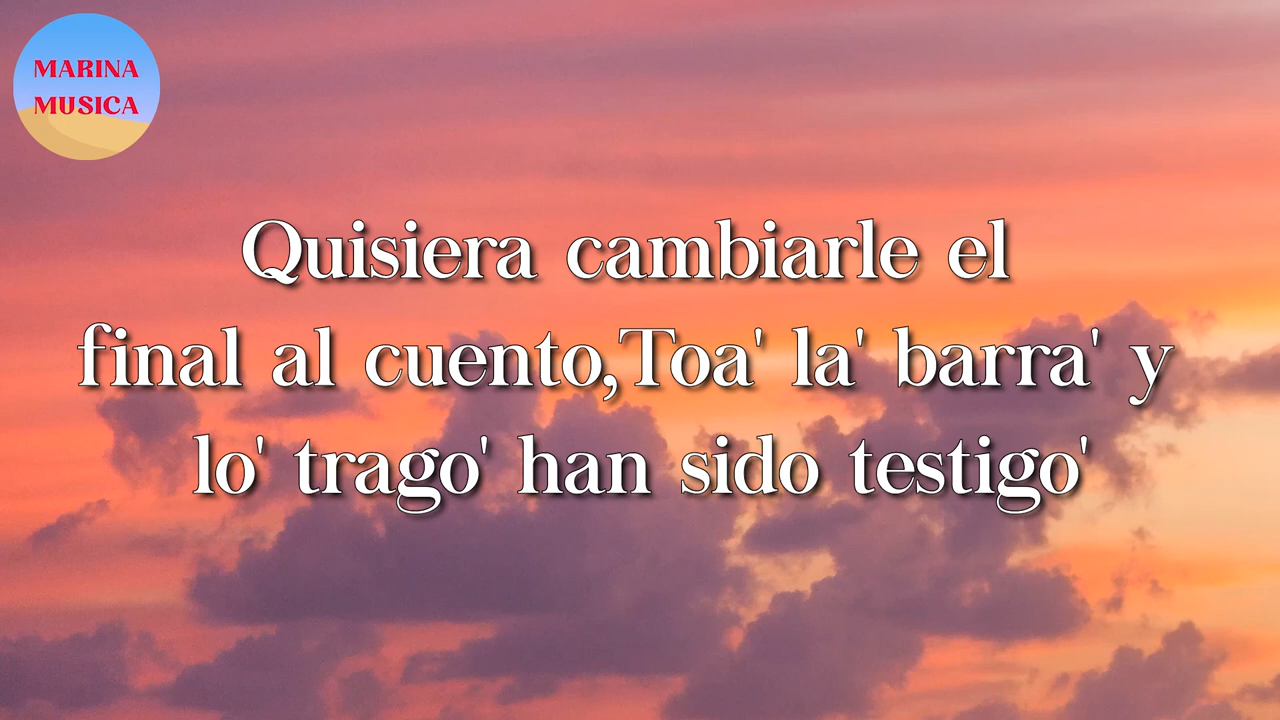 MARINA
MUSICA
Quisiera cambiarle el
final al cuento,Toa' la' barra' y
lo' trago' han sido testigo'